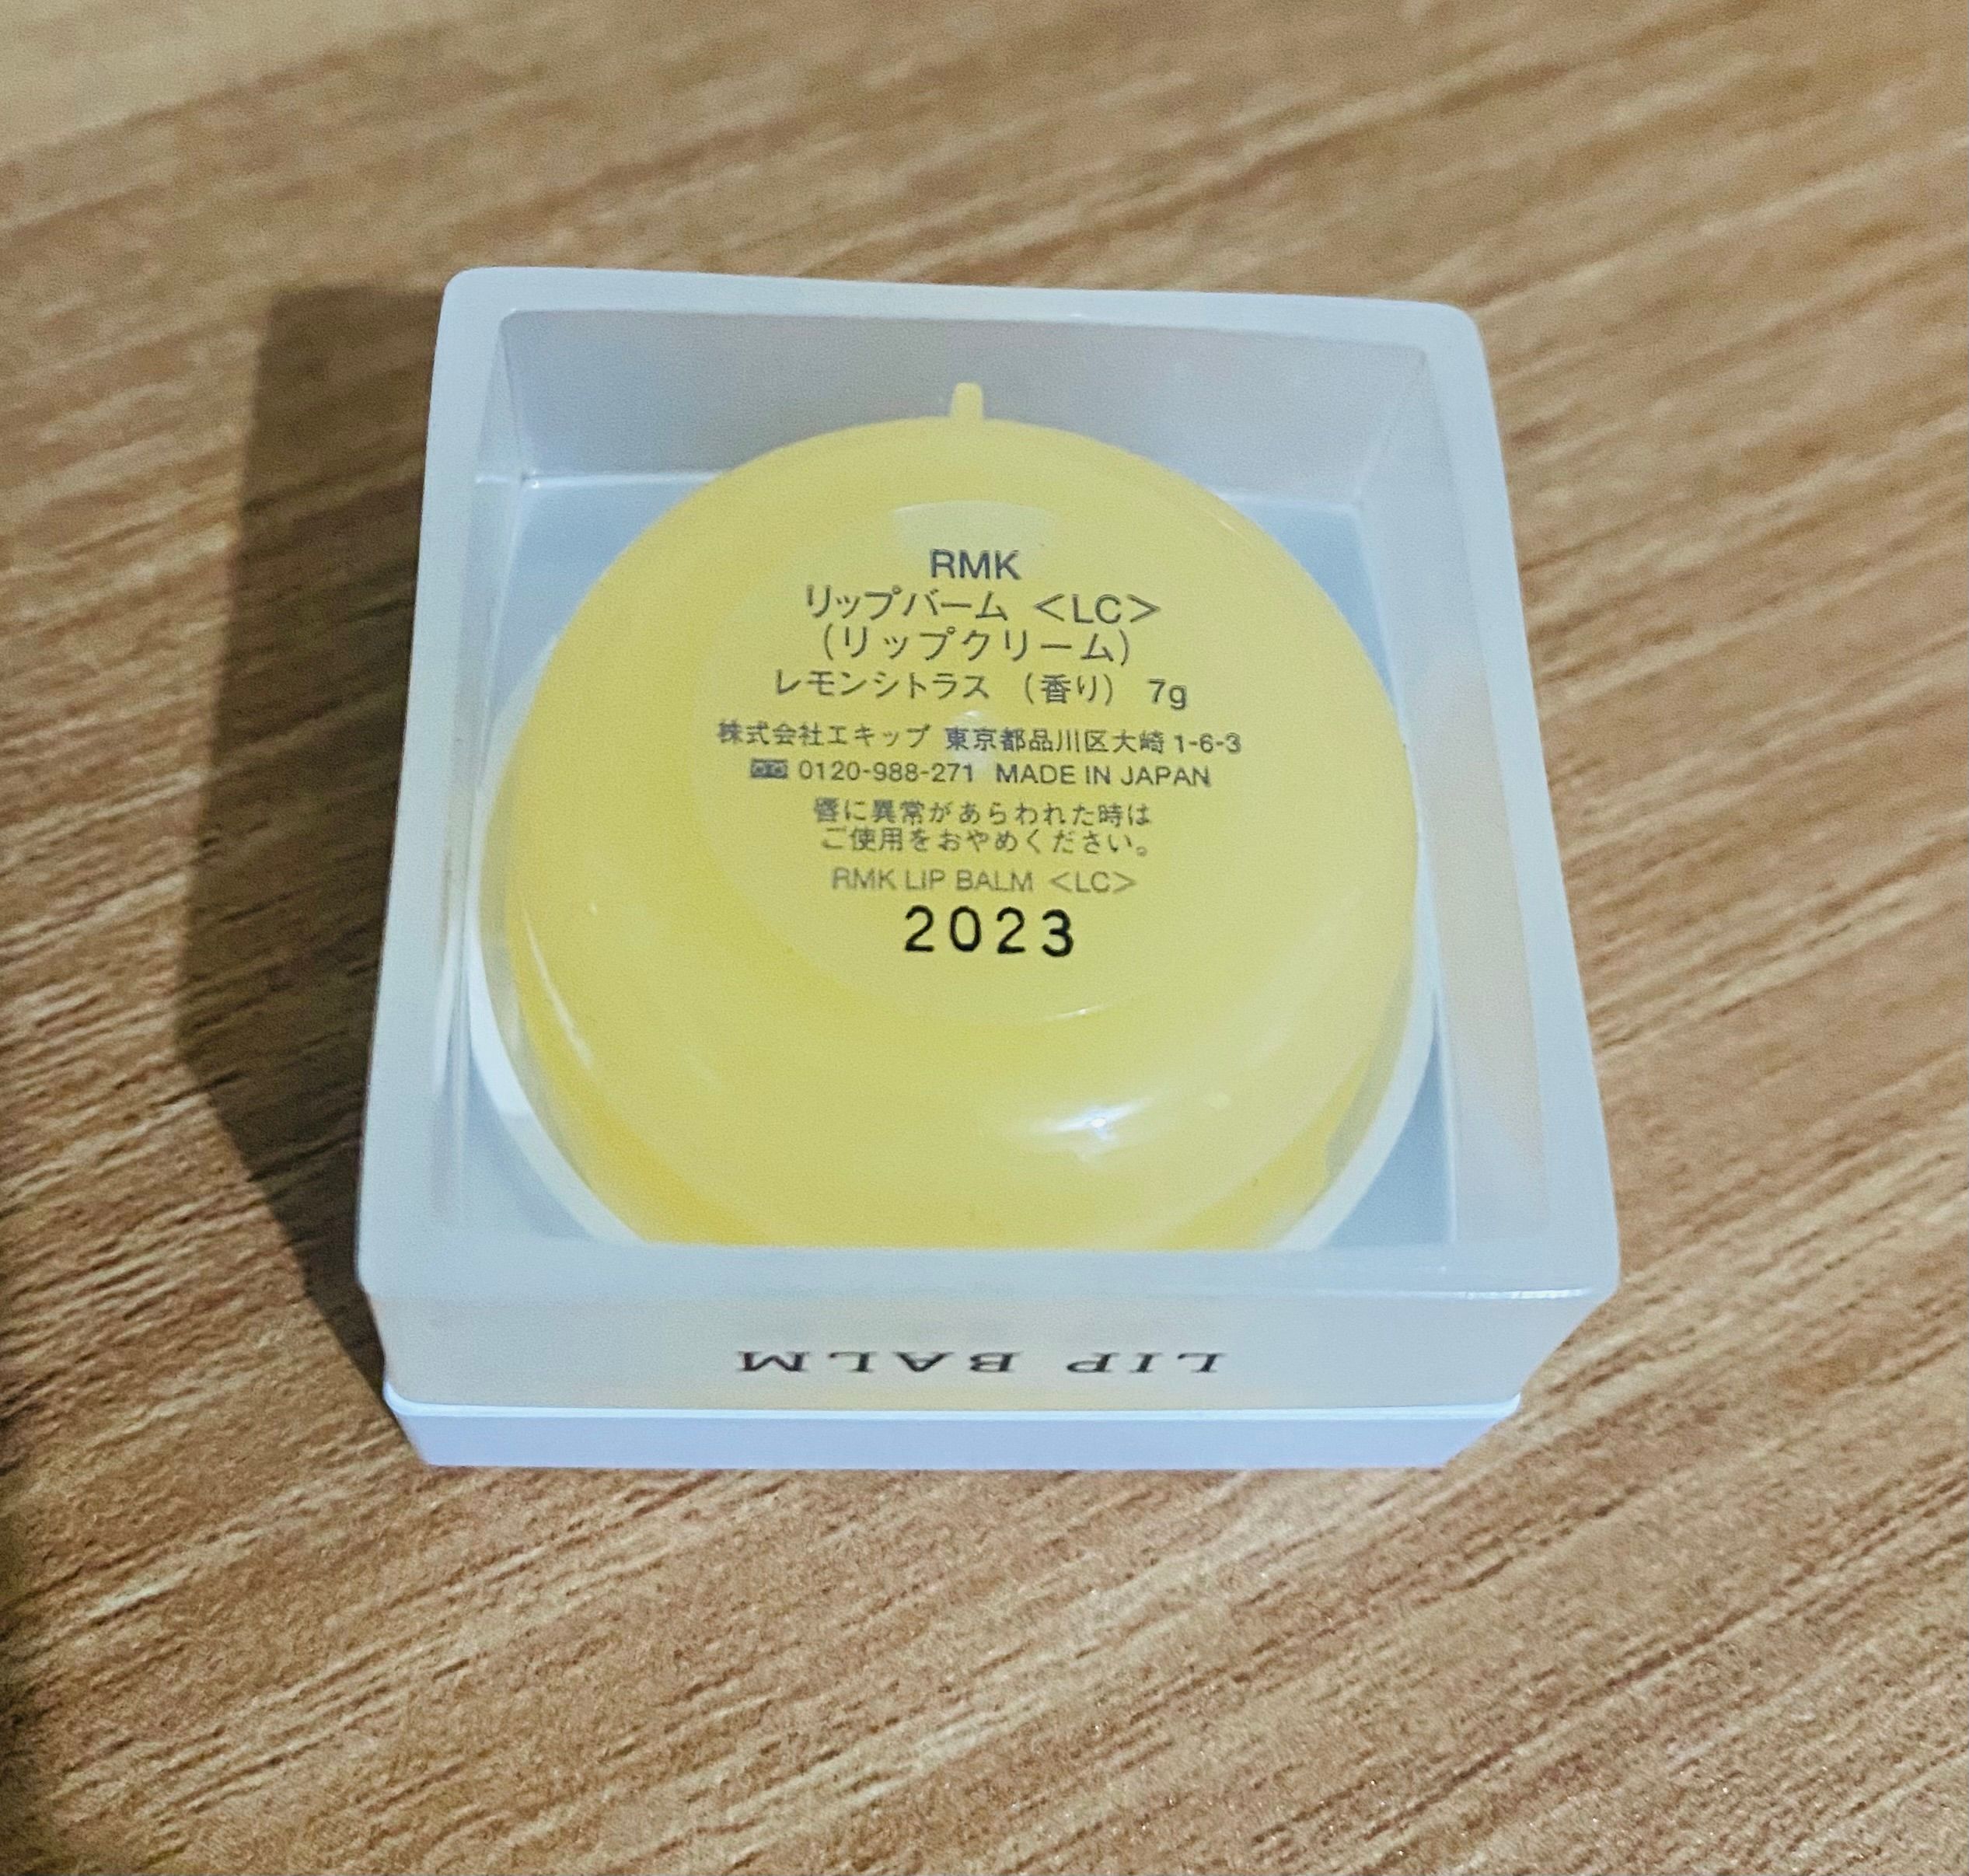 RMK
リップバーム <LC>
(リップクリーム)
レモンシトラス (香り) 7g
株式会社エキップ 東京都品川区大崎1-6-3
0120-988-271 MADE IN JAPAN
唇に異常があらわれた時は
ご使用をおやめください。
RMK LIP BALM <LC>
2023
LIP BALM